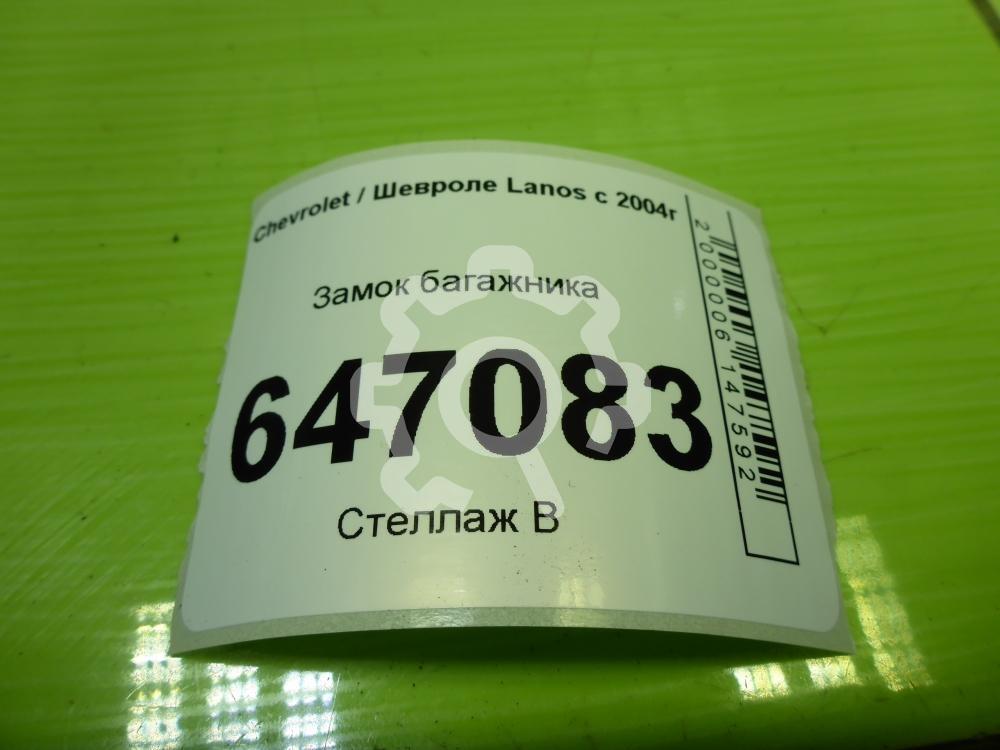 Chevrolet / Шевроле Lanos с 2004г
Замок багажника
647083
Стеллаж В
2000006147592